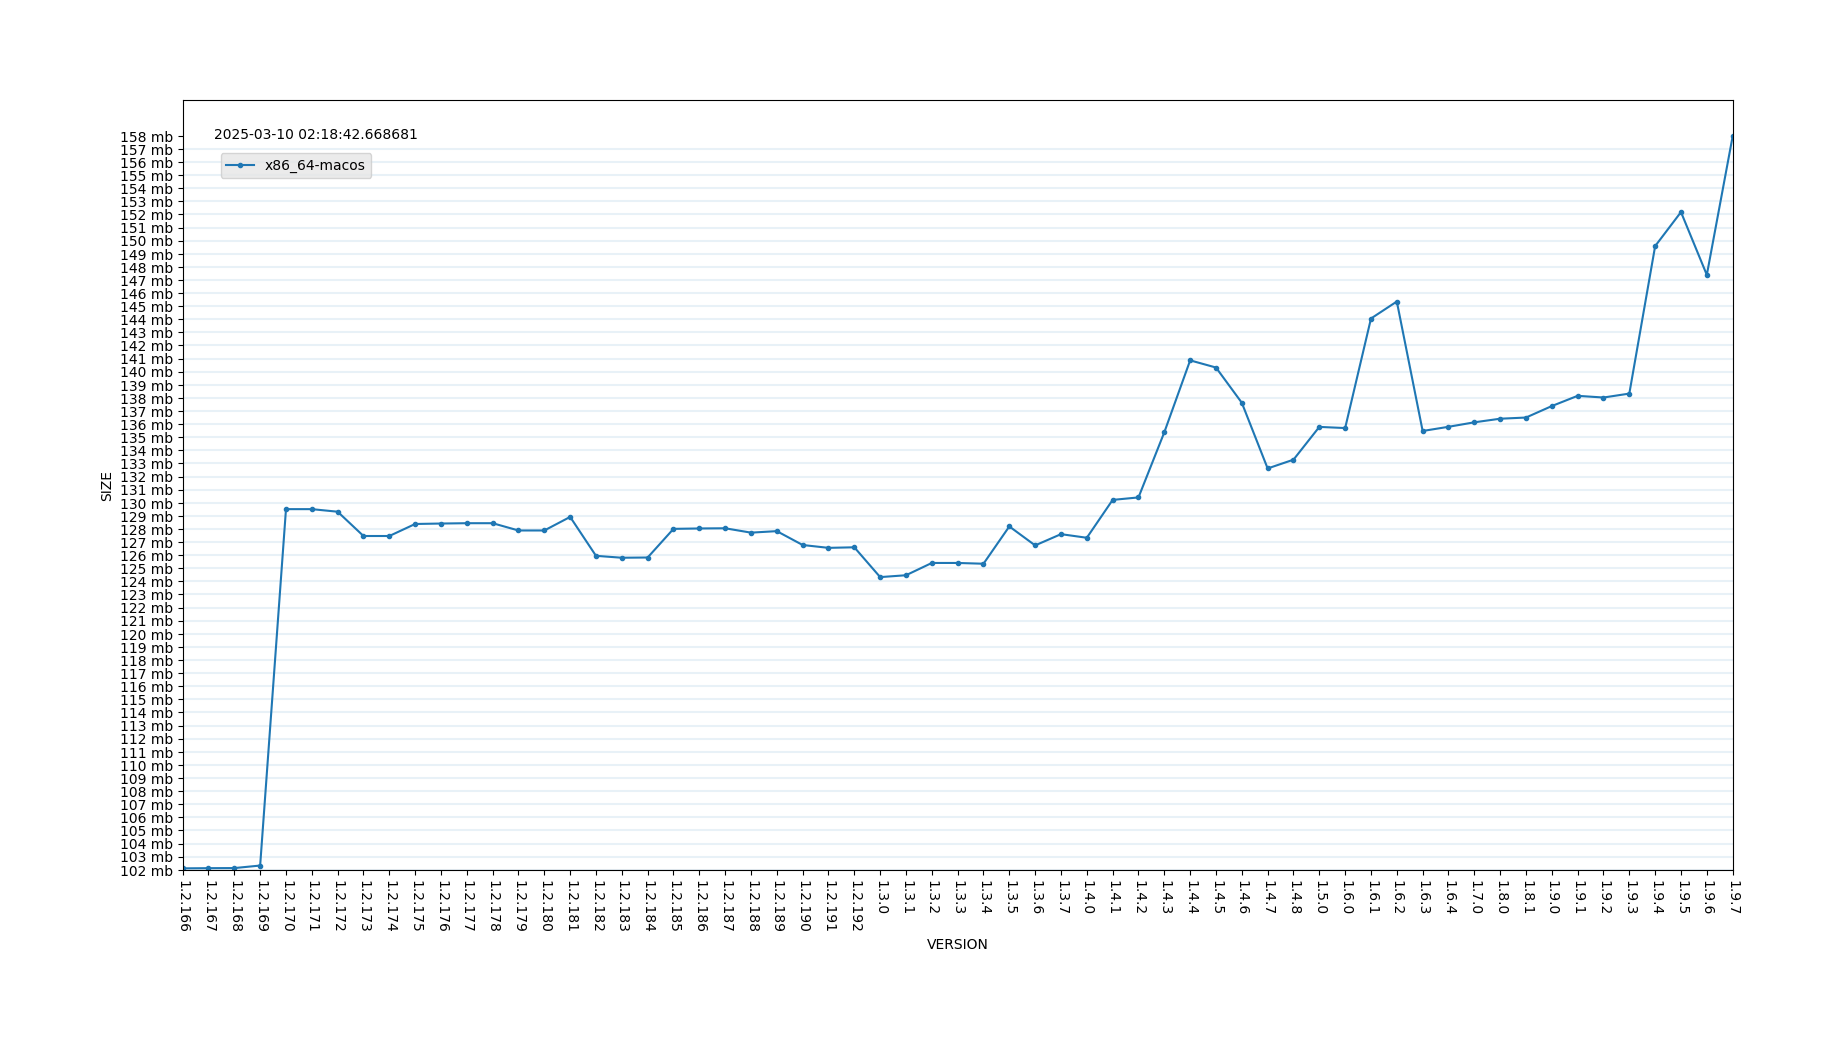 2025-03-10 02:18:42.668681
x86_64-macos
158 mb
157 mb
156 mb
155 mb
154 mb
153 mb
152 mb
151 mb
150 mb
149 mb
148 mb
147 mb
146 mb
145 mb
144 mb
143 mb
142 mb
141 mb
140 mb
139 mb
138 mb
137 mb
136 mb
135 mb
134 mb
133 mb
132 mb
131 mb
130 mb
129 mb
128 mb
127 mb
126 mb
125 mb
124 mb
123 mb
122 mb
121 mb
120 mb
119 mb
118 mb
117 mb
116 mb
115 mb
114 mb
113 mb
112 mb
111 mb
110 mb
109 mb
108 mb
107 mb
106 mb
105 mb
104 mb
103 mb
102 mb
SIZE
1.2.166
1.2.167
1.2.168
1.2.169
1.2.170
1.2.171
1.2.172
1.2.173
1.2.174
1.2.175
1.2.176
1.2.177
1.2.178
1.2.179
1.2.180
1.2.181
1.2.182
1.2.183
1.2.184
1.2.185
1.2.186
1.2.187
1.2.188
1.2.189
1.2.190
1.2.191
1.2.192
1.3.0
1.3.1
1.3.2
1.3.3
1.3.4
1.3.5
1.3.6
1.3.7
1.4.0
1.4.1
1.4.2
1.4.3
1.4.4
1.4.5
1.4.6
1.4.7
1.4.8
1.5.0
1.6.0
1.6.1
1.6.2
1.6.3
1.6.4
1.7.0
1.8.0
1.8.1
1.9.0
1.9.1
1.9.2
1.9.3
1.9.4
1.9.5
1.9.6
1.9.7
VERSION